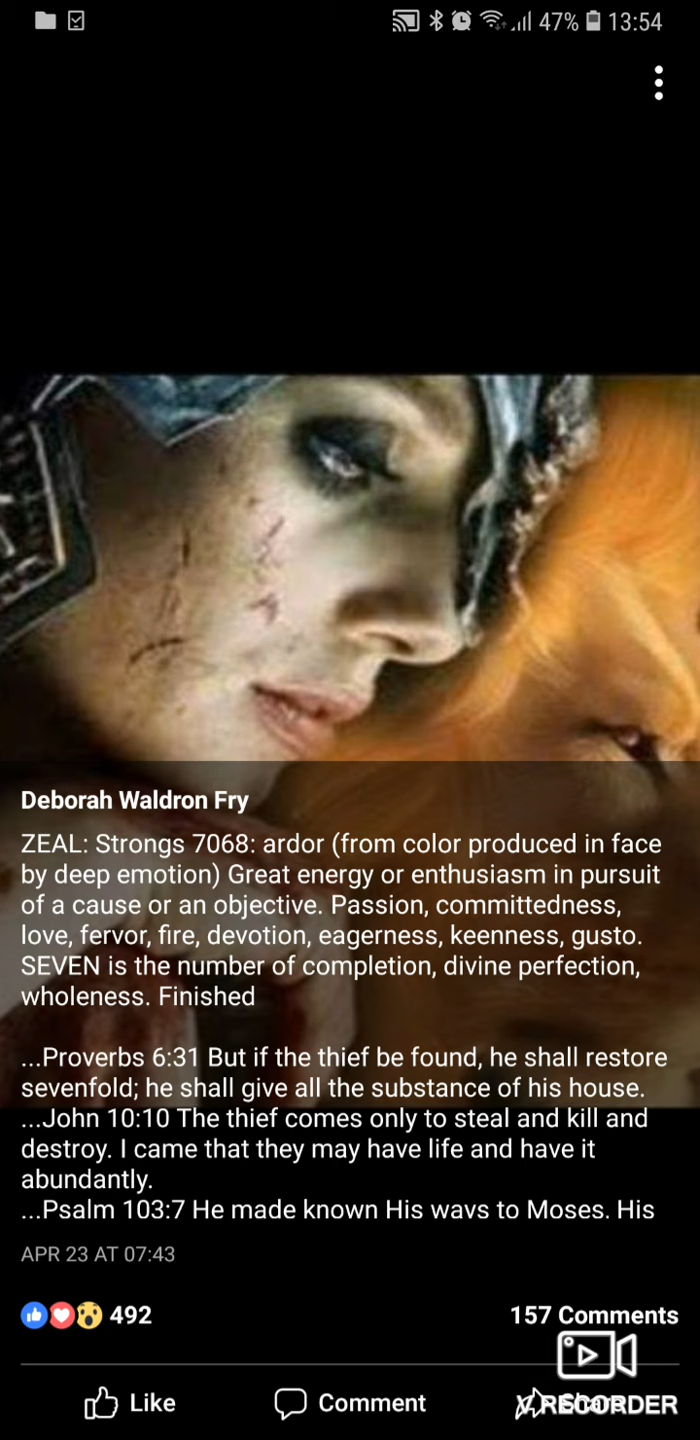 47% 13:54
Deborah Waldron Fry
ZEAL: Strongs 7068: ardor (from color produced in face
by deep emotion) Great energy or enthusiasm in pursuit
of a cause or an objective. Passion, committedness,
love, fervor, fire, devotion, eagerness, keenness, gusto.
SEVEN is the number of completion, divine perfection,
wholeness. Finished
...Proverbs 6:31 But if the thief be found, he shall restore
sevenfold; he shall give all the substance of his house.
...John 10:10 The thief comes only to steal and kill and
destroy. I came that they may have life and have it
abundantly.
...Psalm 103:7 He made known His ways to Moses. His
APR 23 AT 07:43
492 157 Comments
Like Comment Share
V RECORDER